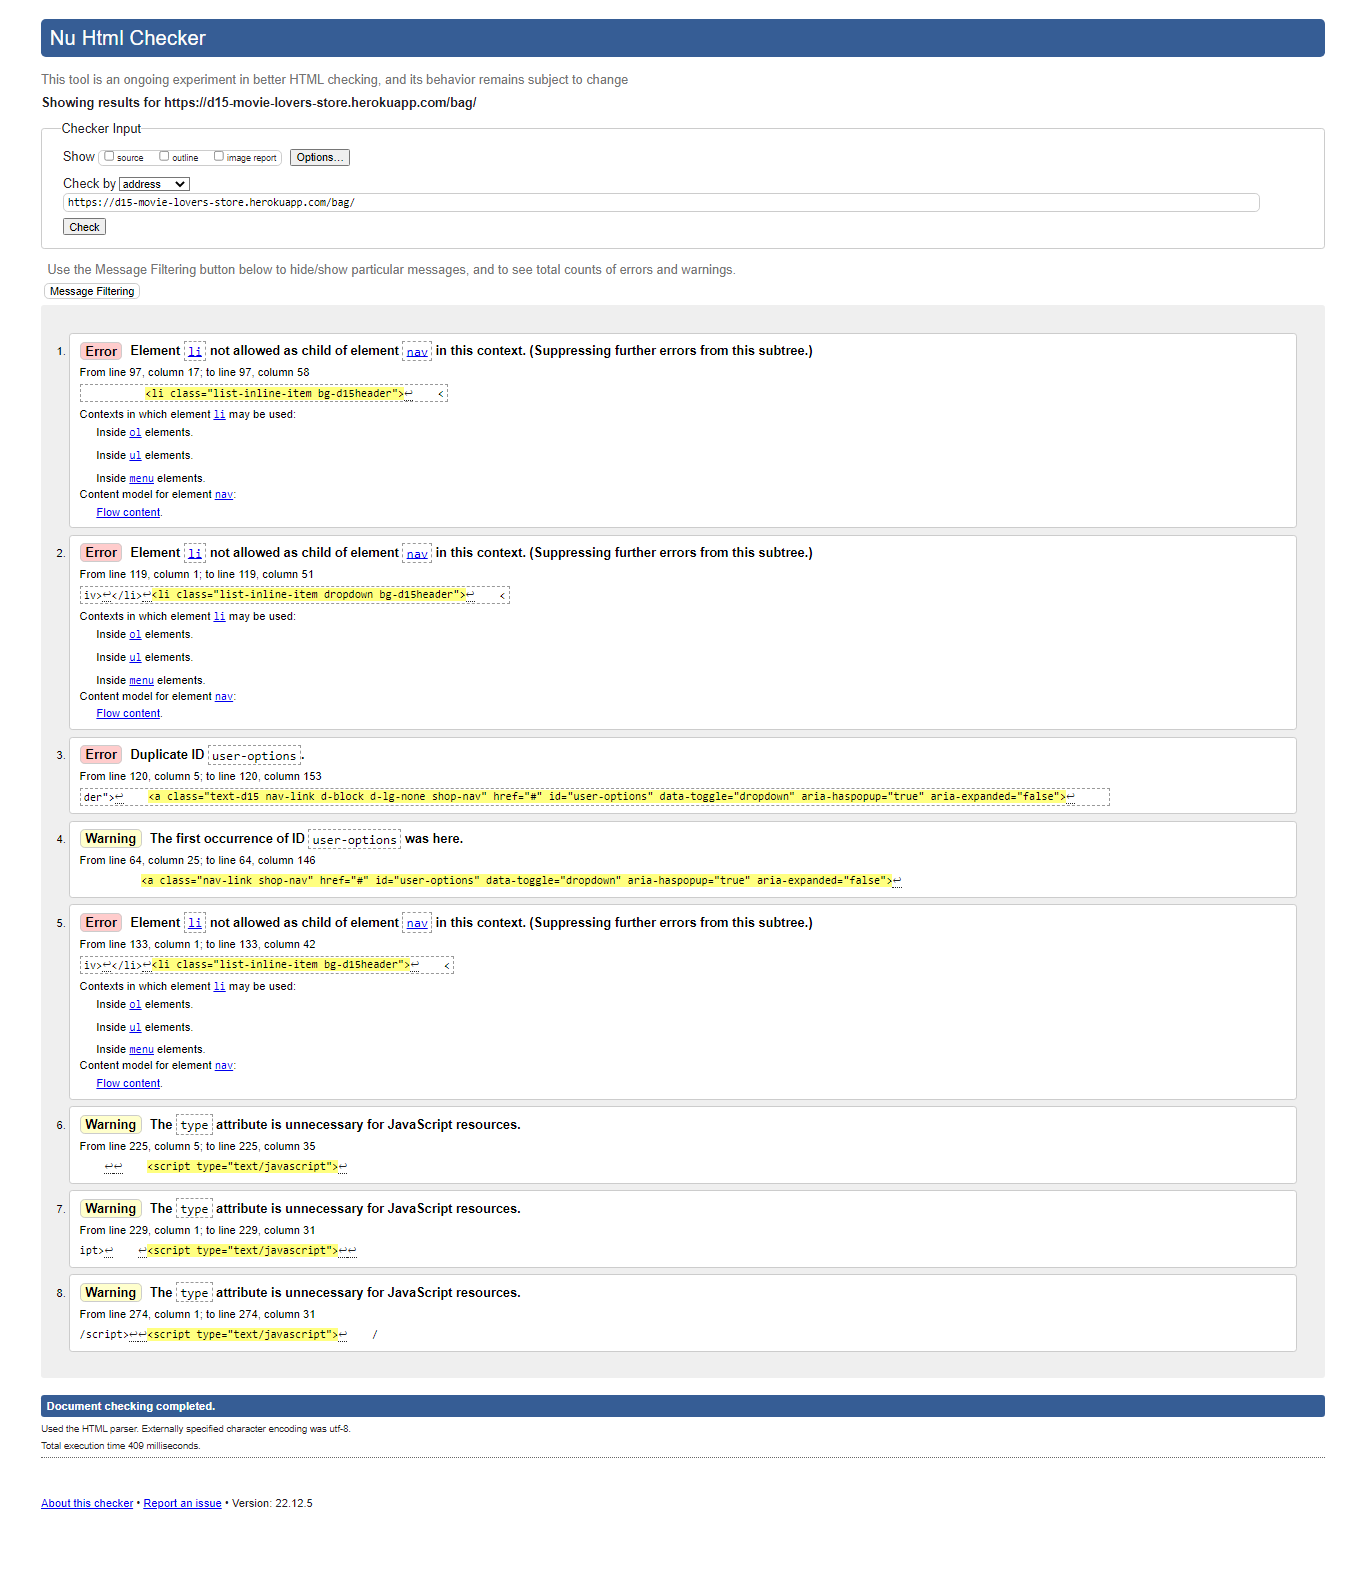 Nu Html Checker
This tool is an ongoing experiment in better HTML checking, and its behavior remains subject to change
Showing results for https://d15-movie-lovers-store.herokuapp.com/bag/
Checker Input
Show source outline image report Options...
Check by address
https://d15-movie-lovers-store.herokuapp.com/bag/
Check
Use the Message Filtering button below to hide/show particular messages, and to see total counts of errors and warnings.
Message Filtering
1. Error Element li not allowed as child of element nav in this context. (Suppressing further errors from this subtree.)
From line 97, column 17; to line 97, column 58
<li class="list-inline-item bg-d15header">↩ <
Contexts in which element li may be used:
Inside ol elements.
Inside ul elements.
Inside menu elements.
Content model for element nav:
Flow content.
2. Error Element li not allowed as child of element nav in this context. (Suppressing further errors from this subtree.)
From line 119, column 1; to line 119, column 51
iv>↩</li>↩<li class="list-inline-item dropdown bg-d15header">↩ <
Contexts in which element li may be used:
Inside ol elements.
Inside ul elements.
Inside menu elements.
Content model for element nav:
Flow content.
3. Error Duplicate ID user-options.
From line 120, column 5; to line 120, column 153
der">↩ <a class="text-d15 nav-link d-block d-lg-none shop-nav" href="#" id="user-options" data-toggle="dropdown" aria-haspopup="true" aria-expanded="false">↩
4. Warning The first occurrence of ID user-options was here.
From line 64, column 25; to line 64, column 146
<a class="nav-link shop-nav" href="#" id="user-options" data-toggle="dropdown" aria-haspopup="true" aria-expanded="false">↩
5. Error Element li not allowed as child of element nav in this context. (Suppressing further errors from this subtree.)
From line 133, column 1; to line 133, column 42
iv>↩</li>↩<li class="list-inline-item bg-d15header">↩ <
Contexts in which element li may be used:
Inside ol elements.
Inside ul elements.
Inside menu elements.
Content model for element nav:
Flow content.
6. Warning The type attribute is unnecessary for JavaScript resources.
From line 225, column 5; to line 225, column 35
↩↩ <script type="text/javascript">↩
7. Warning The type attribute is unnecessary for JavaScript resources.
From line 229, column 1; to line 229, column 31
ipt>↩ ↩<script type="text/javascript">↩↩
8. Warning The type attribute is unnecessary for JavaScript resources.
From line 274, column 1; to line 274, column 31
/script>↩↩<script type="text/javascript">↩ /
Document checking completed.
Used the HTML parser. Externally specified character encoding was utf-8.
Total execution time 409 milliseconds.
About this checker • Report an issue • Version: 22.12.5